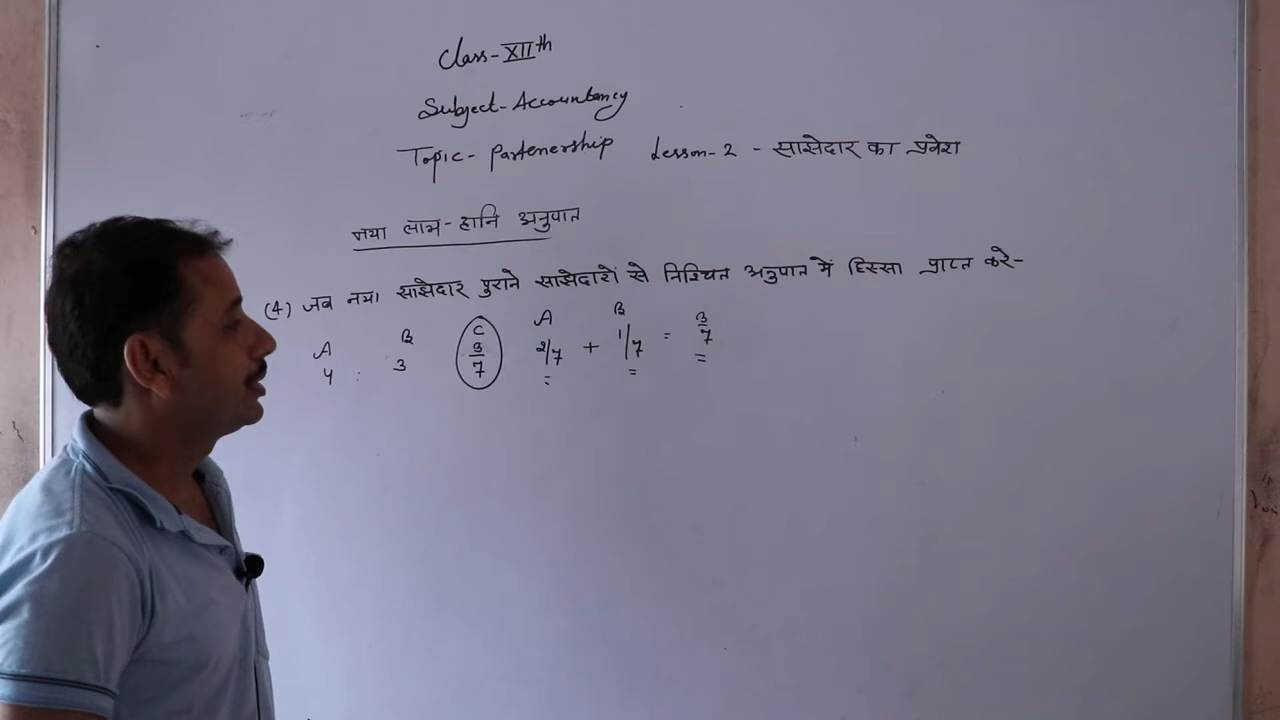 Class-XIIth
Subject-Accountancy
Topic- Partenership Lesson-2 - साझेदार का प्रवेश
नया लाभ-हानि अनुपात
(4) जब नया साझेदार पुराने साझेदारों से निश्चित अनुपात में हिस्सा प्राप्त करे-
A B C A B
4 : 3 3/7 2/7 + 1/7 = 3/7